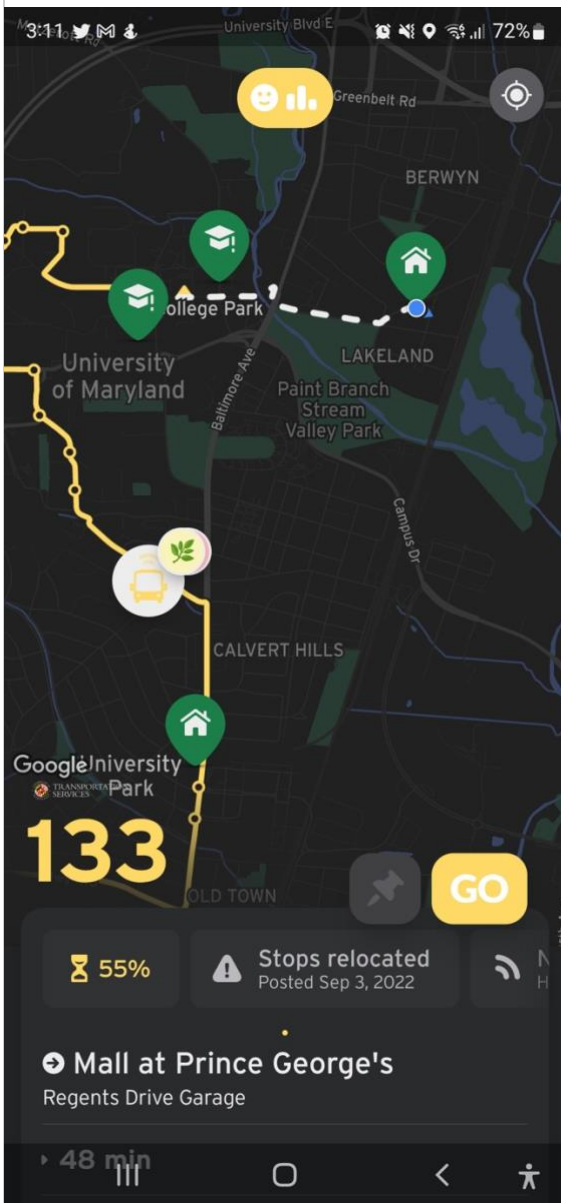 3:11
72%
University Blvd E
Greenbelt Rd
BERWYN
ollege Park
LAKELAND
University
of Maryland
Baltimore Ave
Paint Branch
Stream
Valley Park
Campus Dr
CALVERT HILLS
Google
University
Park
TRANSPORTATION
SERVICES
133
OLD TOWN
GO
55%
Stops relocated
Posted Sep 3, 2022
N
H
Mall at Prince George's
Regents Drive Garage
48 min